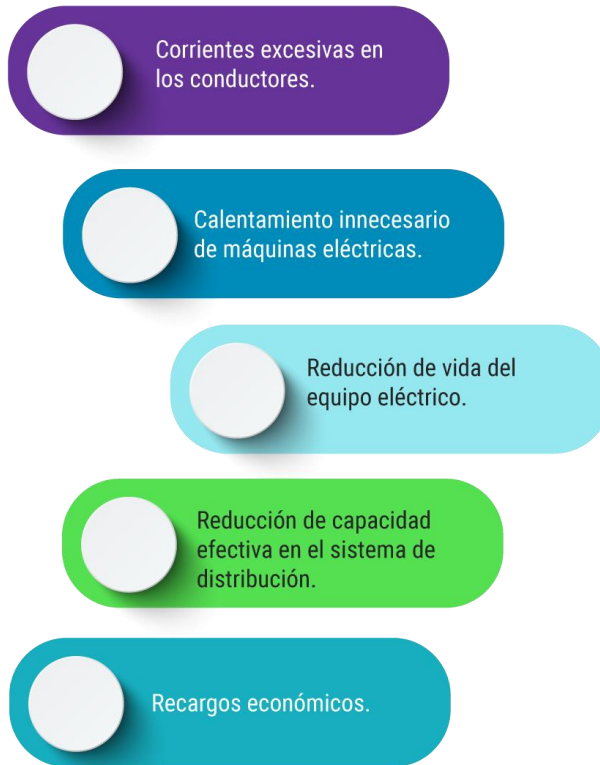 Corrientes excesivas en
los conductores.
Calentamiento innecesario
de máquinas eléctricas.
Reducción de vida del
equipo eléctrico.
Reducción de capacidad
efectiva en el sistema de
distribución.
Recargos económicos.